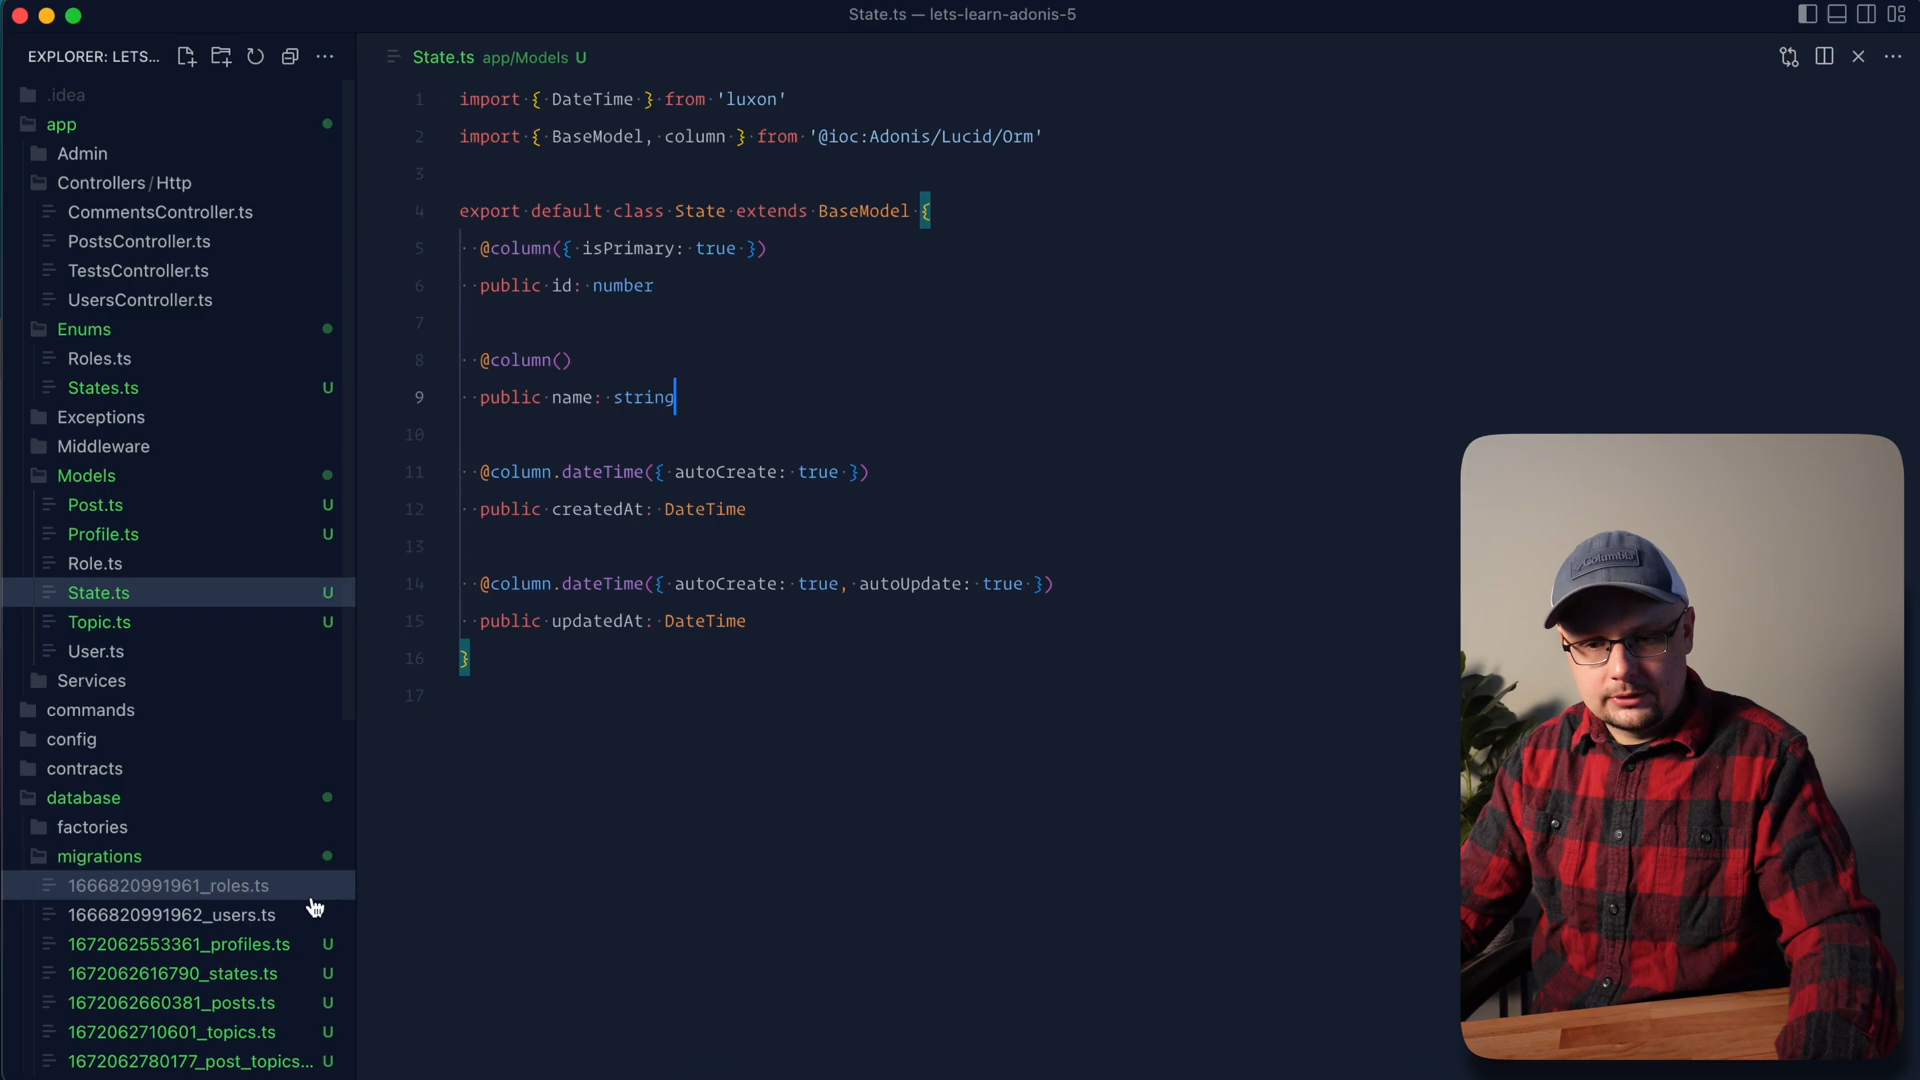 State.ts — lets-learn-adonis-5
EXPLORER: LETS...
.idea
app
Admin
Controllers / Http
CommentsController.ts
PostsController.ts
TestsController.ts
UsersController.ts
Enums
Roles.ts
States.ts U
Exceptions
Middleware
Models
Post.ts U
Profile.ts U
Role.ts
State.ts U
Topic.ts U
User.ts
Services
commands
config
contracts
database
factories
migrations
1666820991961_roles.ts
1666820991962_users.ts
1672062553361_profiles.ts U
1672062616790_states.ts U
1672062660381_posts.ts U
1672062710601_topics.ts U
1672062780177_post_topics... U
State.ts app/Models U
1 import { DateTime } from 'luxon'
2 import { BaseModel, column } from '@ioc:Adonis/Lucid/Orm'
3
4 export default class State extends BaseModel {
5 @column({ isPrimary: true })
6 public id: number
7
8 @column()
9 public name: string
10
11 @column.dateTime({ autoCreate: true })
12 public createdAt: DateTime
13
14 @column.dateTime({ autoCreate: true, autoUpdate: true })
15 public updatedAt: DateTime
16 }
17
Columbia